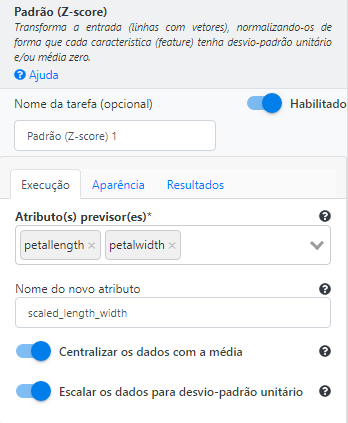 Padrão (Z-score)
Transforma a entrada (linhas com vetores), normalizando-os de
forma que cada caracteristica (feature) tenha desvio-padrão unitário
e/ou média zero.
Ajuda
Nome da tarefa (opcional) Habilitado
Padrão (Z-score) 1
Execução Aparência Resultados
Atributo(s) previsor(es)*
petallength × petalwidth ×
Nome do novo atributo
scaled_length_width
Centralizar os dados com a média
Escalar os dados para desvio-padrão unitário